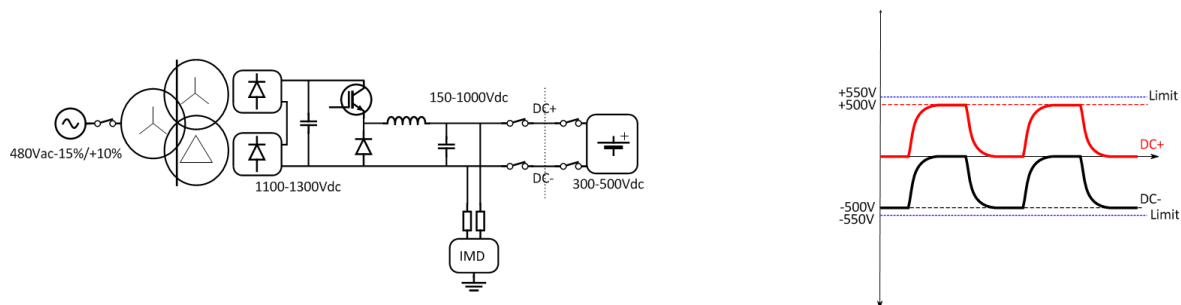 480Vac-15%/+10%
1100-1300Vdc
150-1000Vdc
DC+
DC-
+
300-500Vdc
IMD
+550V
+500V
Limit
DC+
DC-
-500V
-550V
Limit